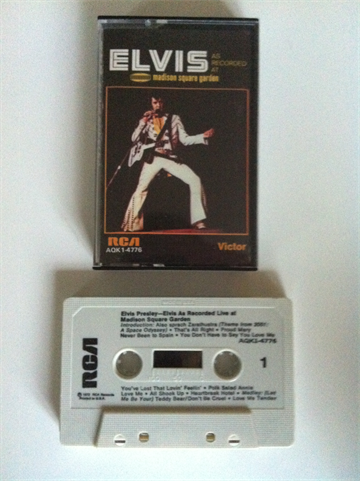 ELVIS
AS
RECORDED
AT
madison square garden
RCA
AQK1-4776
Victor
Elvis Presley—Elvis As Recorded Live at
Madison Square Garden
Introduction: Also sprach Zarathustra (Theme from 2001:
A Space Odyssey) • That's All Right • Proud Mary
Never Been to Spain • You Don't Have to Say You Love Me
AQK1-4776
RCA
1
You've Lost That Lovin' Feelin' • Polk Salad Annie
Love Me • All Shook Up • Heartbreak Hotel • Medley: (Let
Me Be Your) Teddy Bear/Don't Be Cruel • Love Me Tender
RCA Records
Printed in U.S.A.